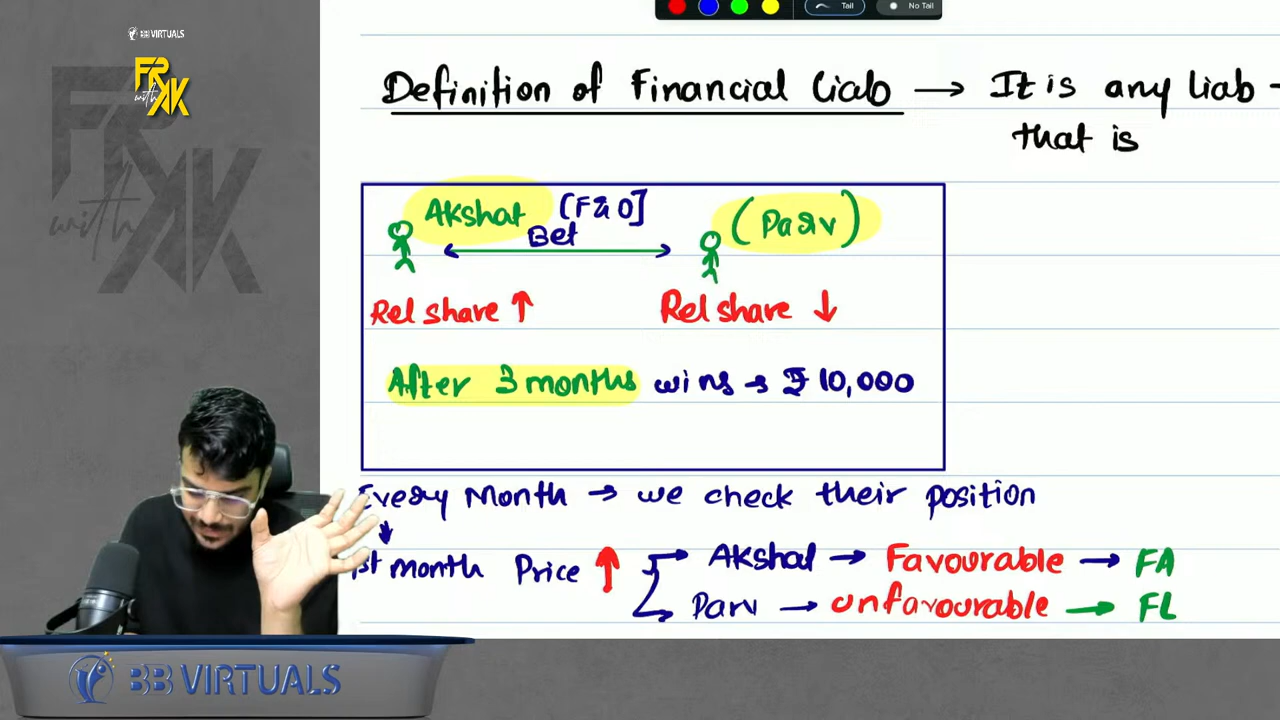 BB VIRTUALS
FR
with AK
Tail
No Tail
Definition of Financial Liab → It is any liab -
that is
Akshat [F&O] (Parv)
Bet
Rel share ↑ Rel share ↓
After 3 months wins → ₹ 10,000
Every Month → we check their position
1st month Price ↑ → Akshat → Favourable → FA
Parv → unfavourable → FL
BB VIRTUALS